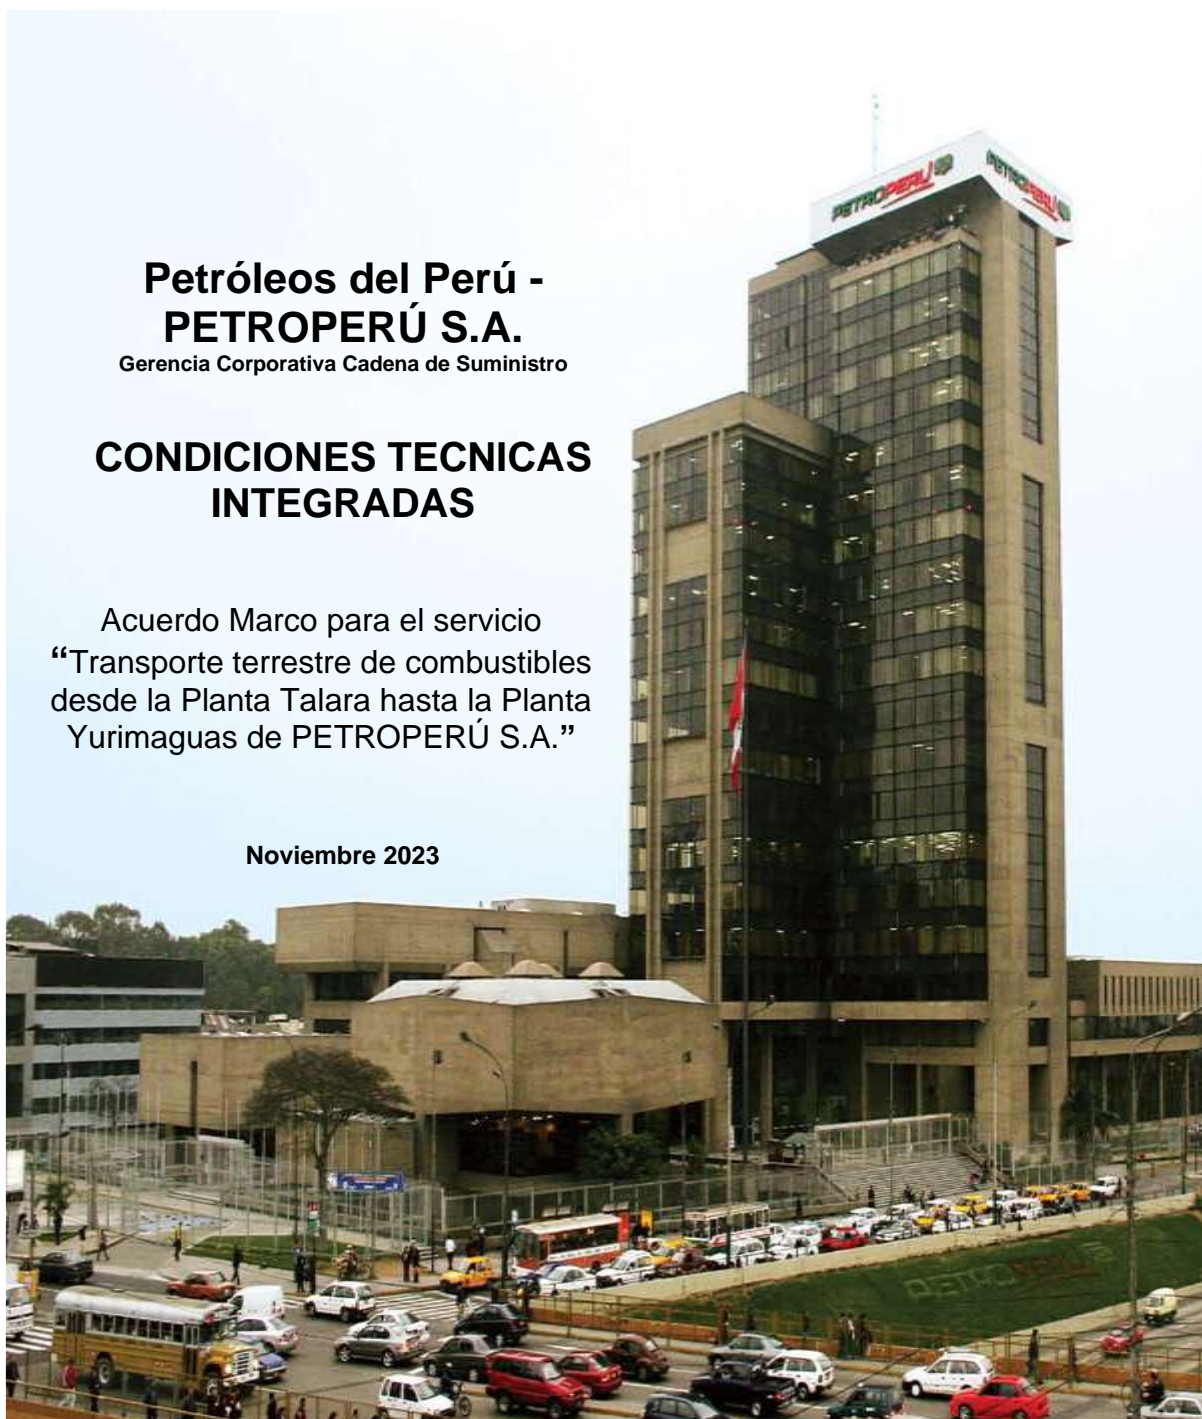 PETROPERÚ
PETROPERÚ
Petróleos del Perú -
PETROPERÚ S.A.
Gerencia Corporativa Cadena de Suministro
CONDICIONES TECNICAS
INTEGRADAS
Acuerdo Marco para el servicio
“Transporte terrestre de combustibles
desde la Planta Talara hasta la Planta
Yurimaguas de PETROPERÚ S.A.”
Noviembre 2023